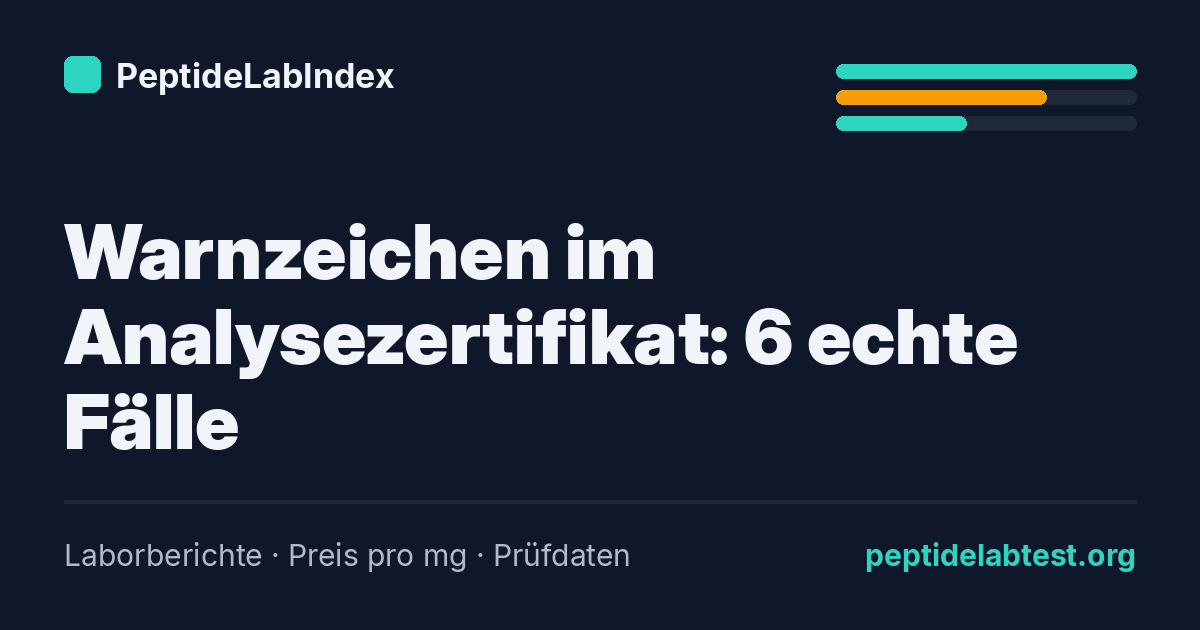 PeptideLabIndex
Warnzeichen im
Analysezertifikat: 6 echte
Fälle
Laborberichte · Preis pro mg · Prüfdaten
peptidelabtest.org